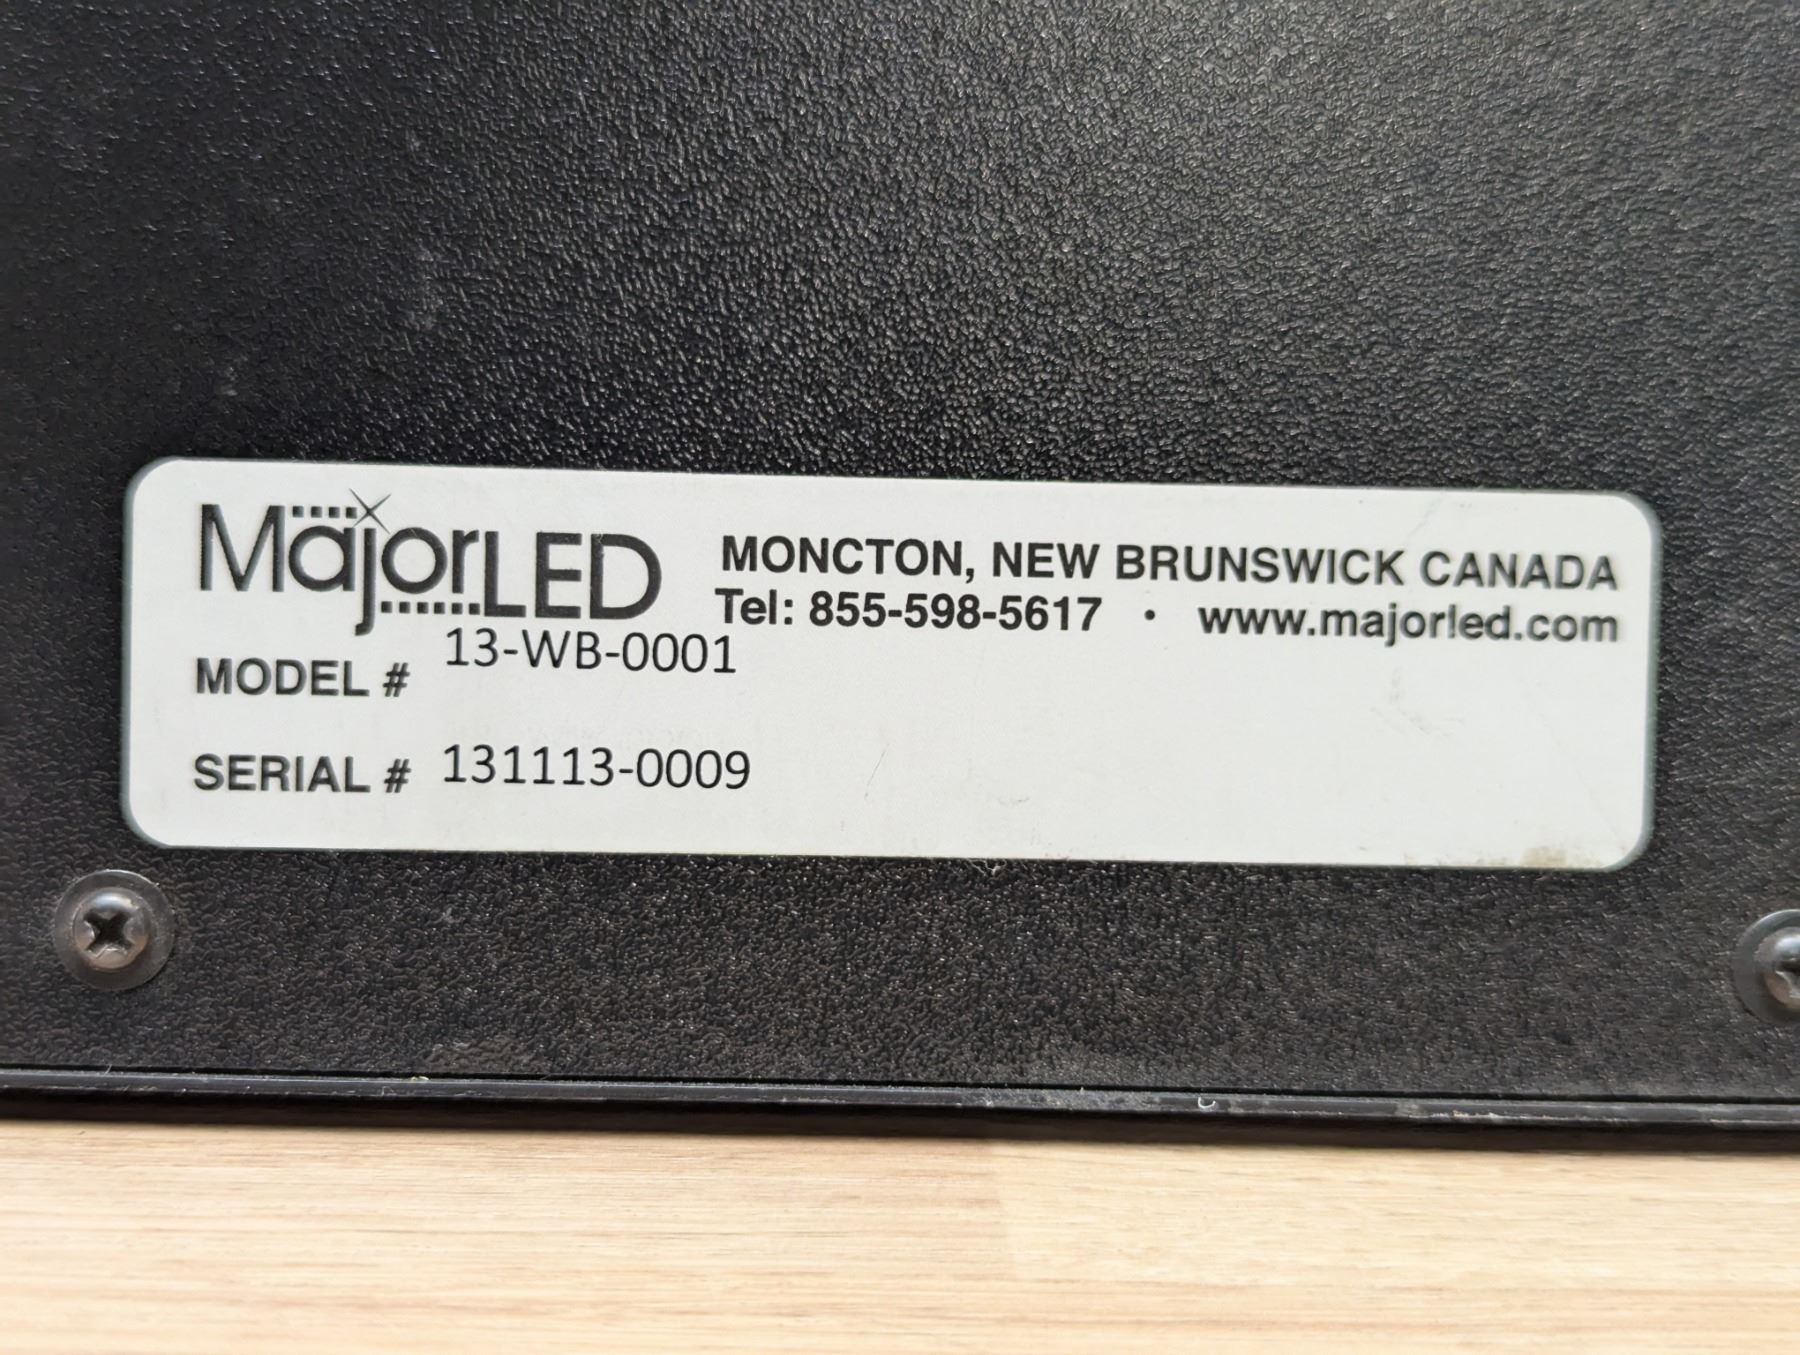 MajorLED
MONCTON, NEW BRUNSWICK CANADA
Tel: 855-598-5617 • www.majorled.com
MODEL # 13-WB-0001
SERIAL # 131113-0009